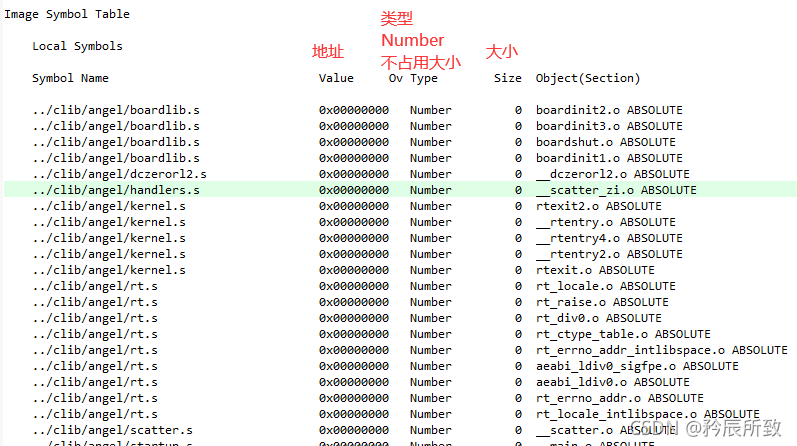 Image Symbol Table
类型
Local Symbols 地址 Number 大小
不占用大小
Symbol Name Value Ov Type Size Object(Section)
../clib/angel/boardlib.s 0x00000000 Number 0 boardinit2.o ABSOLUTE
../clib/angel/boardlib.s 0x00000000 Number 0 boardinit3.o ABSOLUTE
../clib/angel/boardlib.s 0x00000000 Number 0 boardshut.o ABSOLUTE
../clib/angel/boardlib.s 0x00000000 Number 0 boardinit1.o ABSOLUTE
../clib/angel/dczerorl2.s 0x00000000 Number 0 __dczerorl2.o ABSOLUTE
../clib/angel/handlers.s 0x00000000 Number 0 __scatter_zi.o ABSOLUTE
../clib/angel/kernel.s 0x00000000 Number 0 rtexit2.o ABSOLUTE
../clib/angel/kernel.s 0x00000000 Number 0 __rtentry.o ABSOLUTE
../clib/angel/kernel.s 0x00000000 Number 0 __rtentry4.o ABSOLUTE
../clib/angel/kernel.s 0x00000000 Number 0 __rtentry2.o ABSOLUTE
../clib/angel/kernel.s 0x00000000 Number 0 rtexit.o ABSOLUTE
../clib/angel/rt.s 0x00000000 Number 0 rt_locale.o ABSOLUTE
../clib/angel/rt.s 0x00000000 Number 0 rt_raise.o ABSOLUTE
../clib/angel/rt.s 0x00000000 Number 0 rt_div0.o ABSOLUTE
../clib/angel/rt.s 0x00000000 Number 0 rt_ctype_table.o ABSOLUTE
../clib/angel/rt.s 0x00000000 Number 0 rt_errno_addr_intlibspace.o ABSOLUTE
../clib/angel/rt.s 0x00000000 Number 0 aeabi_ldiv0_sigfpe.o ABSOLUTE
../clib/angel/rt.s 0x00000000 Number 0 aeabi_ldiv0.o ABSOLUTE
../clib/angel/rt.s 0x00000000 Number 0 rt_errno_addr.o ABSOLUTE
../clib/angel/rt.s 0x00000000 Number 0 rt_locale_intlibspace.o ABSOLUTE
../clib/angel/scatter.s 0x00000000 Number 0 __scatter.o ABSOLUTE
../clib/angel/startup.s 0x00000000 Number 0 __main.o ABSOLUTE
CSDN @矜辰所致